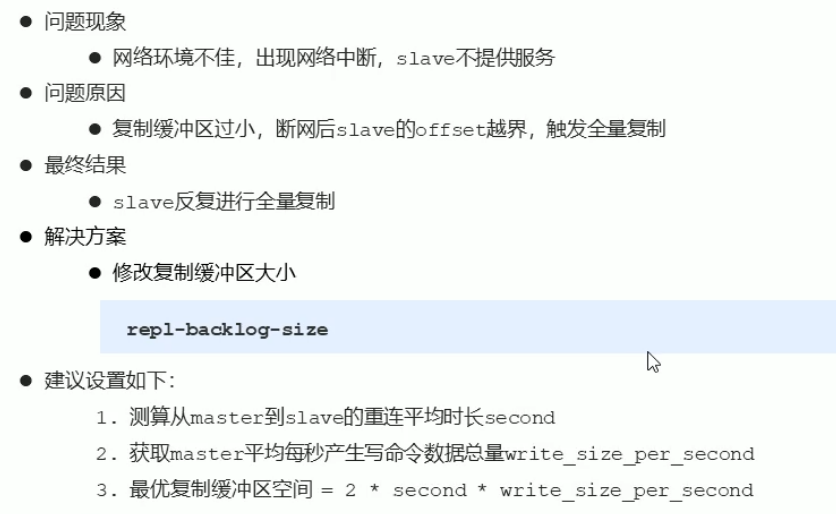 ● 问题现象
● 网络环境不佳，出现网络中断，slave不提供服务
● 问题原因
● 复制缓冲区过小，断网后slave的offset越界，触发全量复制
● 最终结果
● slave反复进行全量复制
● 解决方案
● 修改复制缓冲区大小
repl-backlog-size
● 建议设置如下：
1. 测算从master到slave的重连平均时长second
2. 获取master平均每秒产生写命令数据总量write_size_per_second
3. 最优复制缓冲区空间 = 2 * second * write_size_per_second